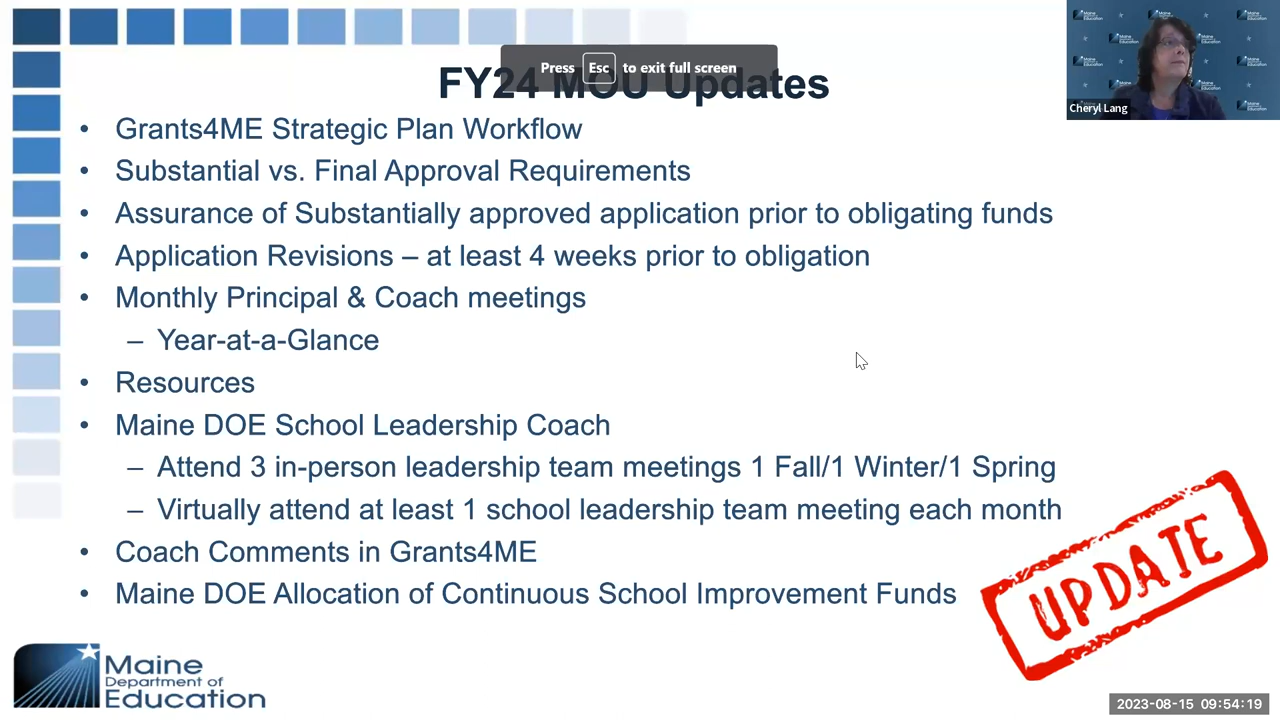 Press Esc to exit full screen
FY24 MOU Updates
• Grants4ME Strategic Plan Workflow
• Substantial vs. Final Approval Requirements
• Assurance of Substantially approved application prior to obligating funds
• Application Revisions – at least 4 weeks prior to obligation
• Monthly Principal & Coach meetings
– Year-at-a-Glance
• Resources
• Maine DOE School Leadership Coach
– Attend 3 in-person leadership team meetings 1 Fall/1 Winter/1 Spring
– Virtually attend at least 1 school leadership team meeting each month
• Coach Comments in Grants4ME
• Maine DOE Allocation of Continuous School Improvement Funds
UPDATE
Maine
Department of
Education
Cheryl Lang
2023-08-15 09:54:19